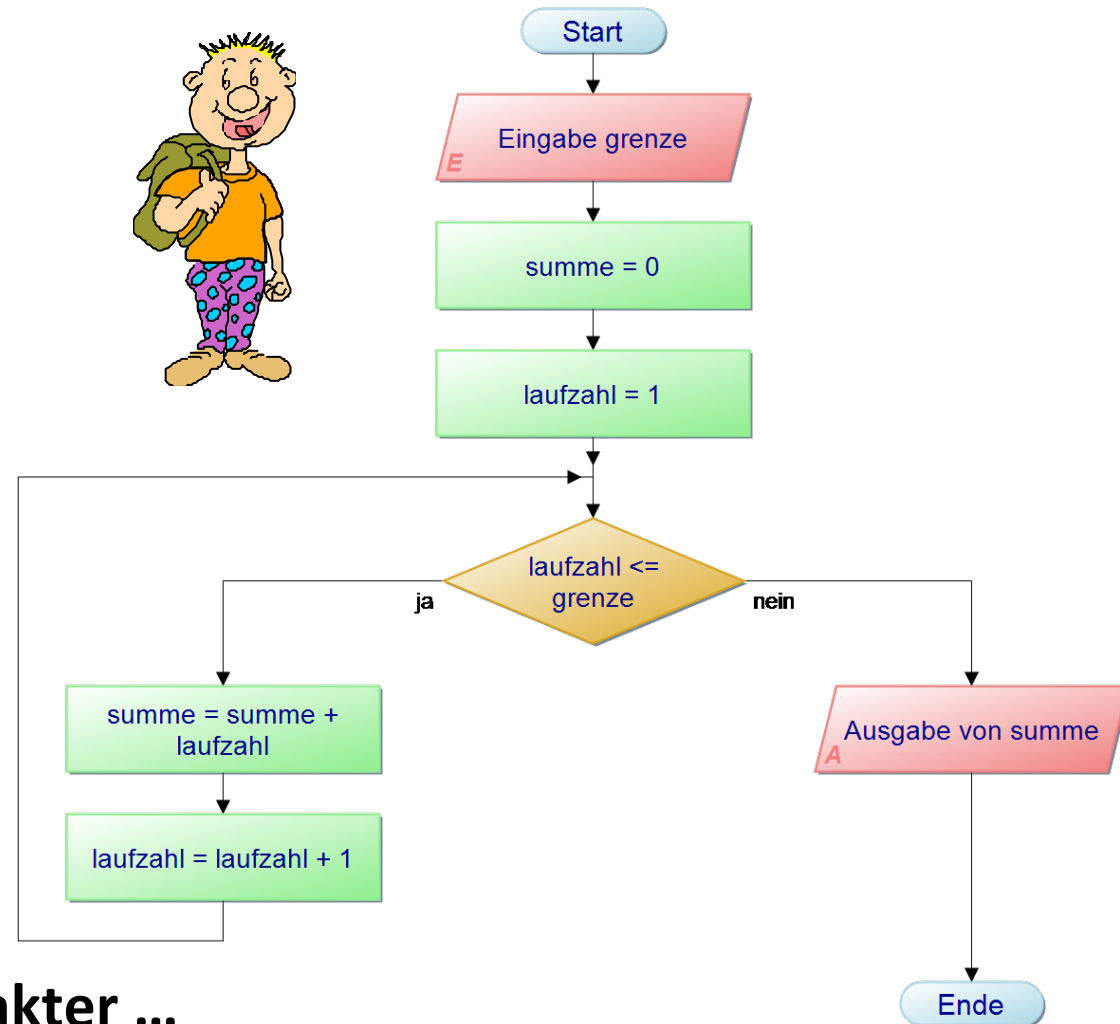 Start
Eingabe grenze
E
summe = 0
laufzahl = 1
laufzahl <=
grenze
ja
nein
summe = summe +
laufzahl
laufzahl = laufzahl + 1
Ausgabe von summe
A
Ende
akter ...